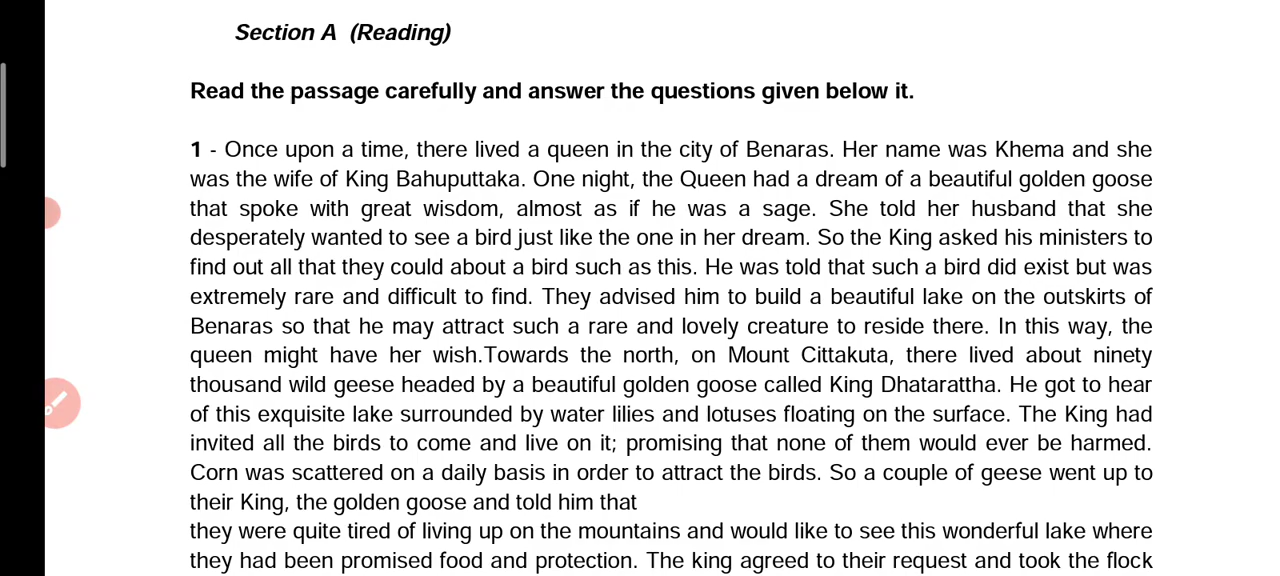 Section A (Reading)
Read the passage carefully and answer the questions given below it.
1 - Once upon a time, there lived a queen in the city of Benaras. Her name was Khema and she
was the wife of King Bahuputtaka. One night, the Queen had a dream of a beautiful golden goose
that spoke with great wisdom, almost as if he was a sage. She told her husband that she
desperately wanted to see a bird just like the one in her dream. So the King asked his ministers to
find out all that they could about a bird such as this. He was told that such a bird did exist but was
extremely rare and difficult to find. They advised him to build a beautiful lake on the outskirts of
Benaras so that he may attract such a rare and lovely creature to reside there. In this way, the
queen might have her wish.Towards the north, on Mount Cittakuta, there lived about ninety
thousand wild geese headed by a beautiful golden goose called King Dhatarattha. He got to hear
of this exquisite lake surrounded by water lilies and lotuses floating on the surface. The King had
invited all the birds to come and live on it; promising that none of them would ever be harmed.
Corn was scattered on a daily basis in order to attract the birds. So a couple of geese went up to
their King, the golden goose and told him that
they were quite tired of living up on the mountains and would like to see this wonderful lake where
they had been promised food and protection. The king agreed to their request and took the flock